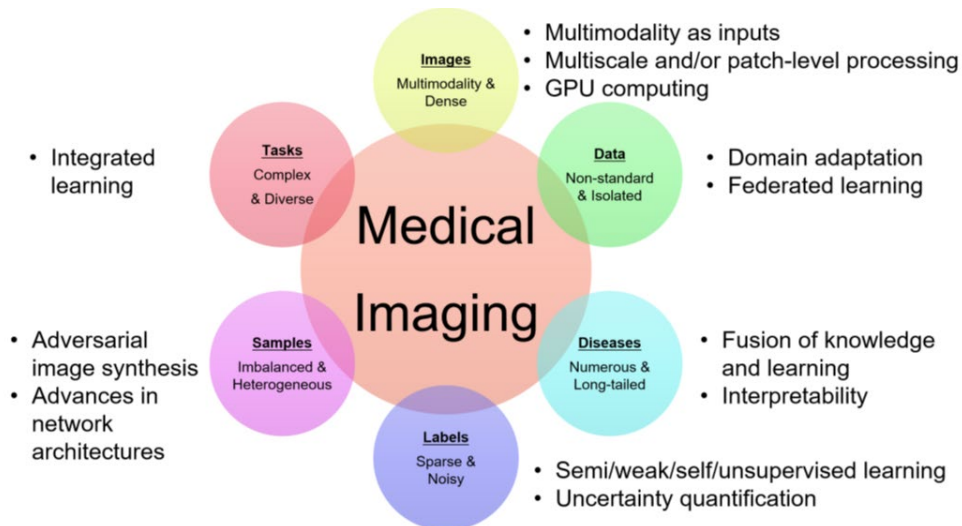 Images
Multimodality &
Dense
• Multimodality as inputs
• Multiscale and/or patch-level processing
• GPU computing
• Integrated
learning
Tasks
Complex
& Diverse
Data
Non-standard
& Isolated
• Domain adaptation
• Federated learning
Medical
Imaging
• Adversarial
image synthesis
• Advances in
network
architectures
Samples
Imbalanced &
Heterogeneous
Diseases
Numerous &
Long-tailed
• Fusion of knowledge
and learning
• Interpretability
Labels
Sparse &
Noisy
• Semi/weak/self/unsupervised learning
• Uncertainty quantification